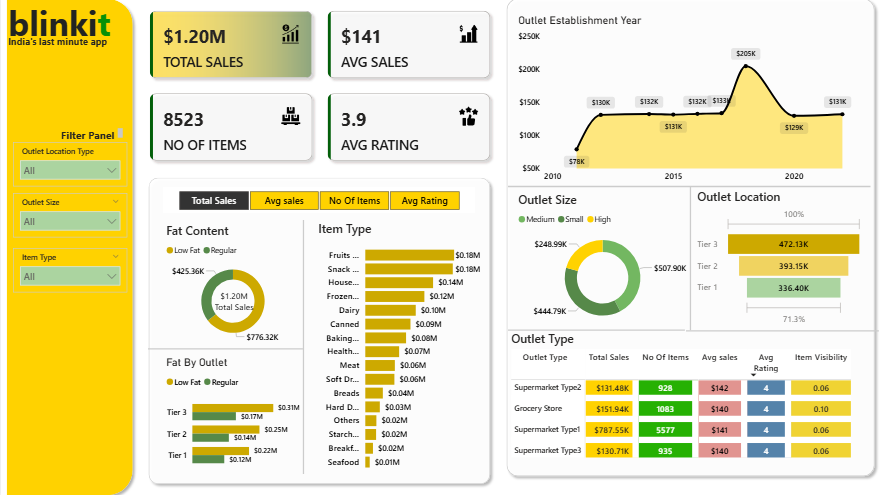 blinkit
India's last minute app
Filter Panel
Outlet Location Type
All
Outlet Size
All
Item Type
All
$1.20M
TOTAL SALES
$141
AVG SALES
8523
NO OF ITEMS
3.9
AVG RATING
Total Sales Avg sales No Of Items Avg Rating
Fat Content
Low Fat Regular
$425.36K
$1.20M
Total Sales
$776.32K
Fat By Outlet
Low Fat Regular
Tier 3 $0.31M
$0.17M
Tier 2 $0.25M
$0.14M
Tier 1 $0.22M
$0.12M
Item Type
Fruits ... $0.18M
Snack ... $0.18M
House... $0.14M
Frozen... $0.12M
Dairy $0.10M
Canned $0.09M
Baking... $0.08M
Health... $0.07M
Meat $0.06M
Soft Dr... $0.06M
Breads $0.04M
Hard D... $0.03M
Others $0.02M
Starch... $0.02M
Breakf... $0.02M
Seafood $0.01M
Outlet Establishment Year
$250K
$200K
$150K
$100K
$50K
$78K $130K $132K $131K $132K $133K $205K $129K $131K
2010 2015 2020
Outlet Size
Medium Small High
$248.99K
$507.90K
$444.79K
Outlet Location
100%
Tier 3 472.13K
Tier 2 393.15K
Tier 1 336.40K
71.3%
Outlet Type
Outlet Type Total Sales No Of Items Avg sales Avg Rating Item Visibility
Supermarket Type2 $131.48K 928 $142 4 0.06
Grocery Store $151.94K 1083 $140 4 0.10
Supermarket Type1 $787.55K 5577 $141 4 0.06
Supermarket Type3 $130.71K 935 $140 4 0.06